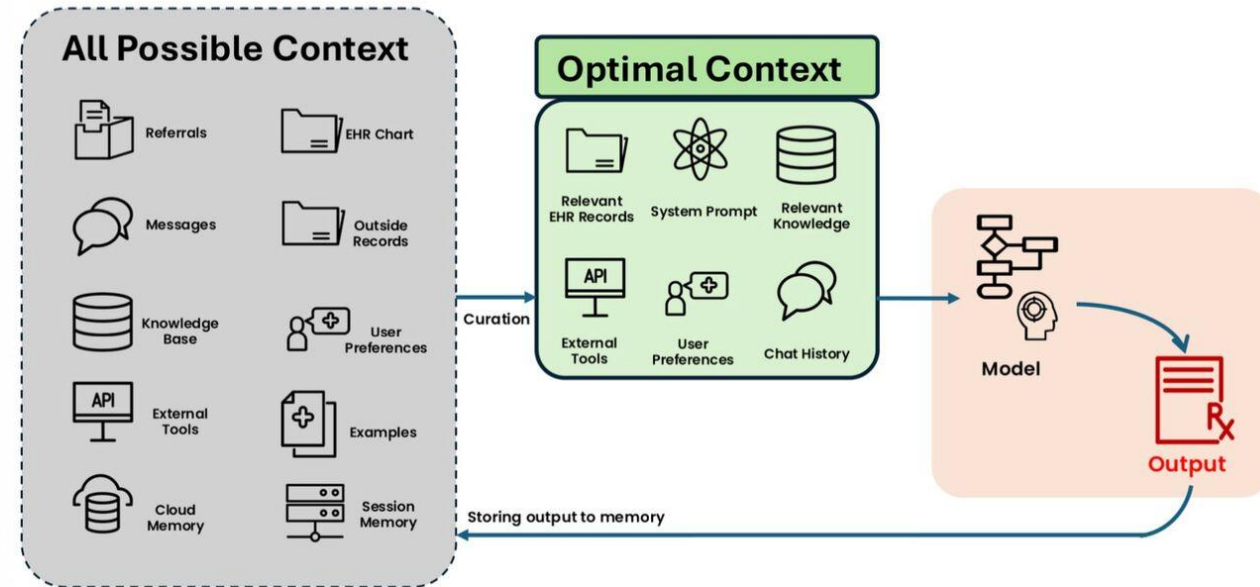 All Possible Context
Referrals
EHR Chart
Messages
Outside
Records
Knowledge
Base
User
Preferences
API
External
Tools
Examples
Cloud
Memory
Session
Memory
Curation
Optimal Context
Relevant
EHR Records
System Prompt
Relevant
Knowledge
API
External
Tools
User
Preferences
Chat History
Model
Rx
Output
Storing output to memory